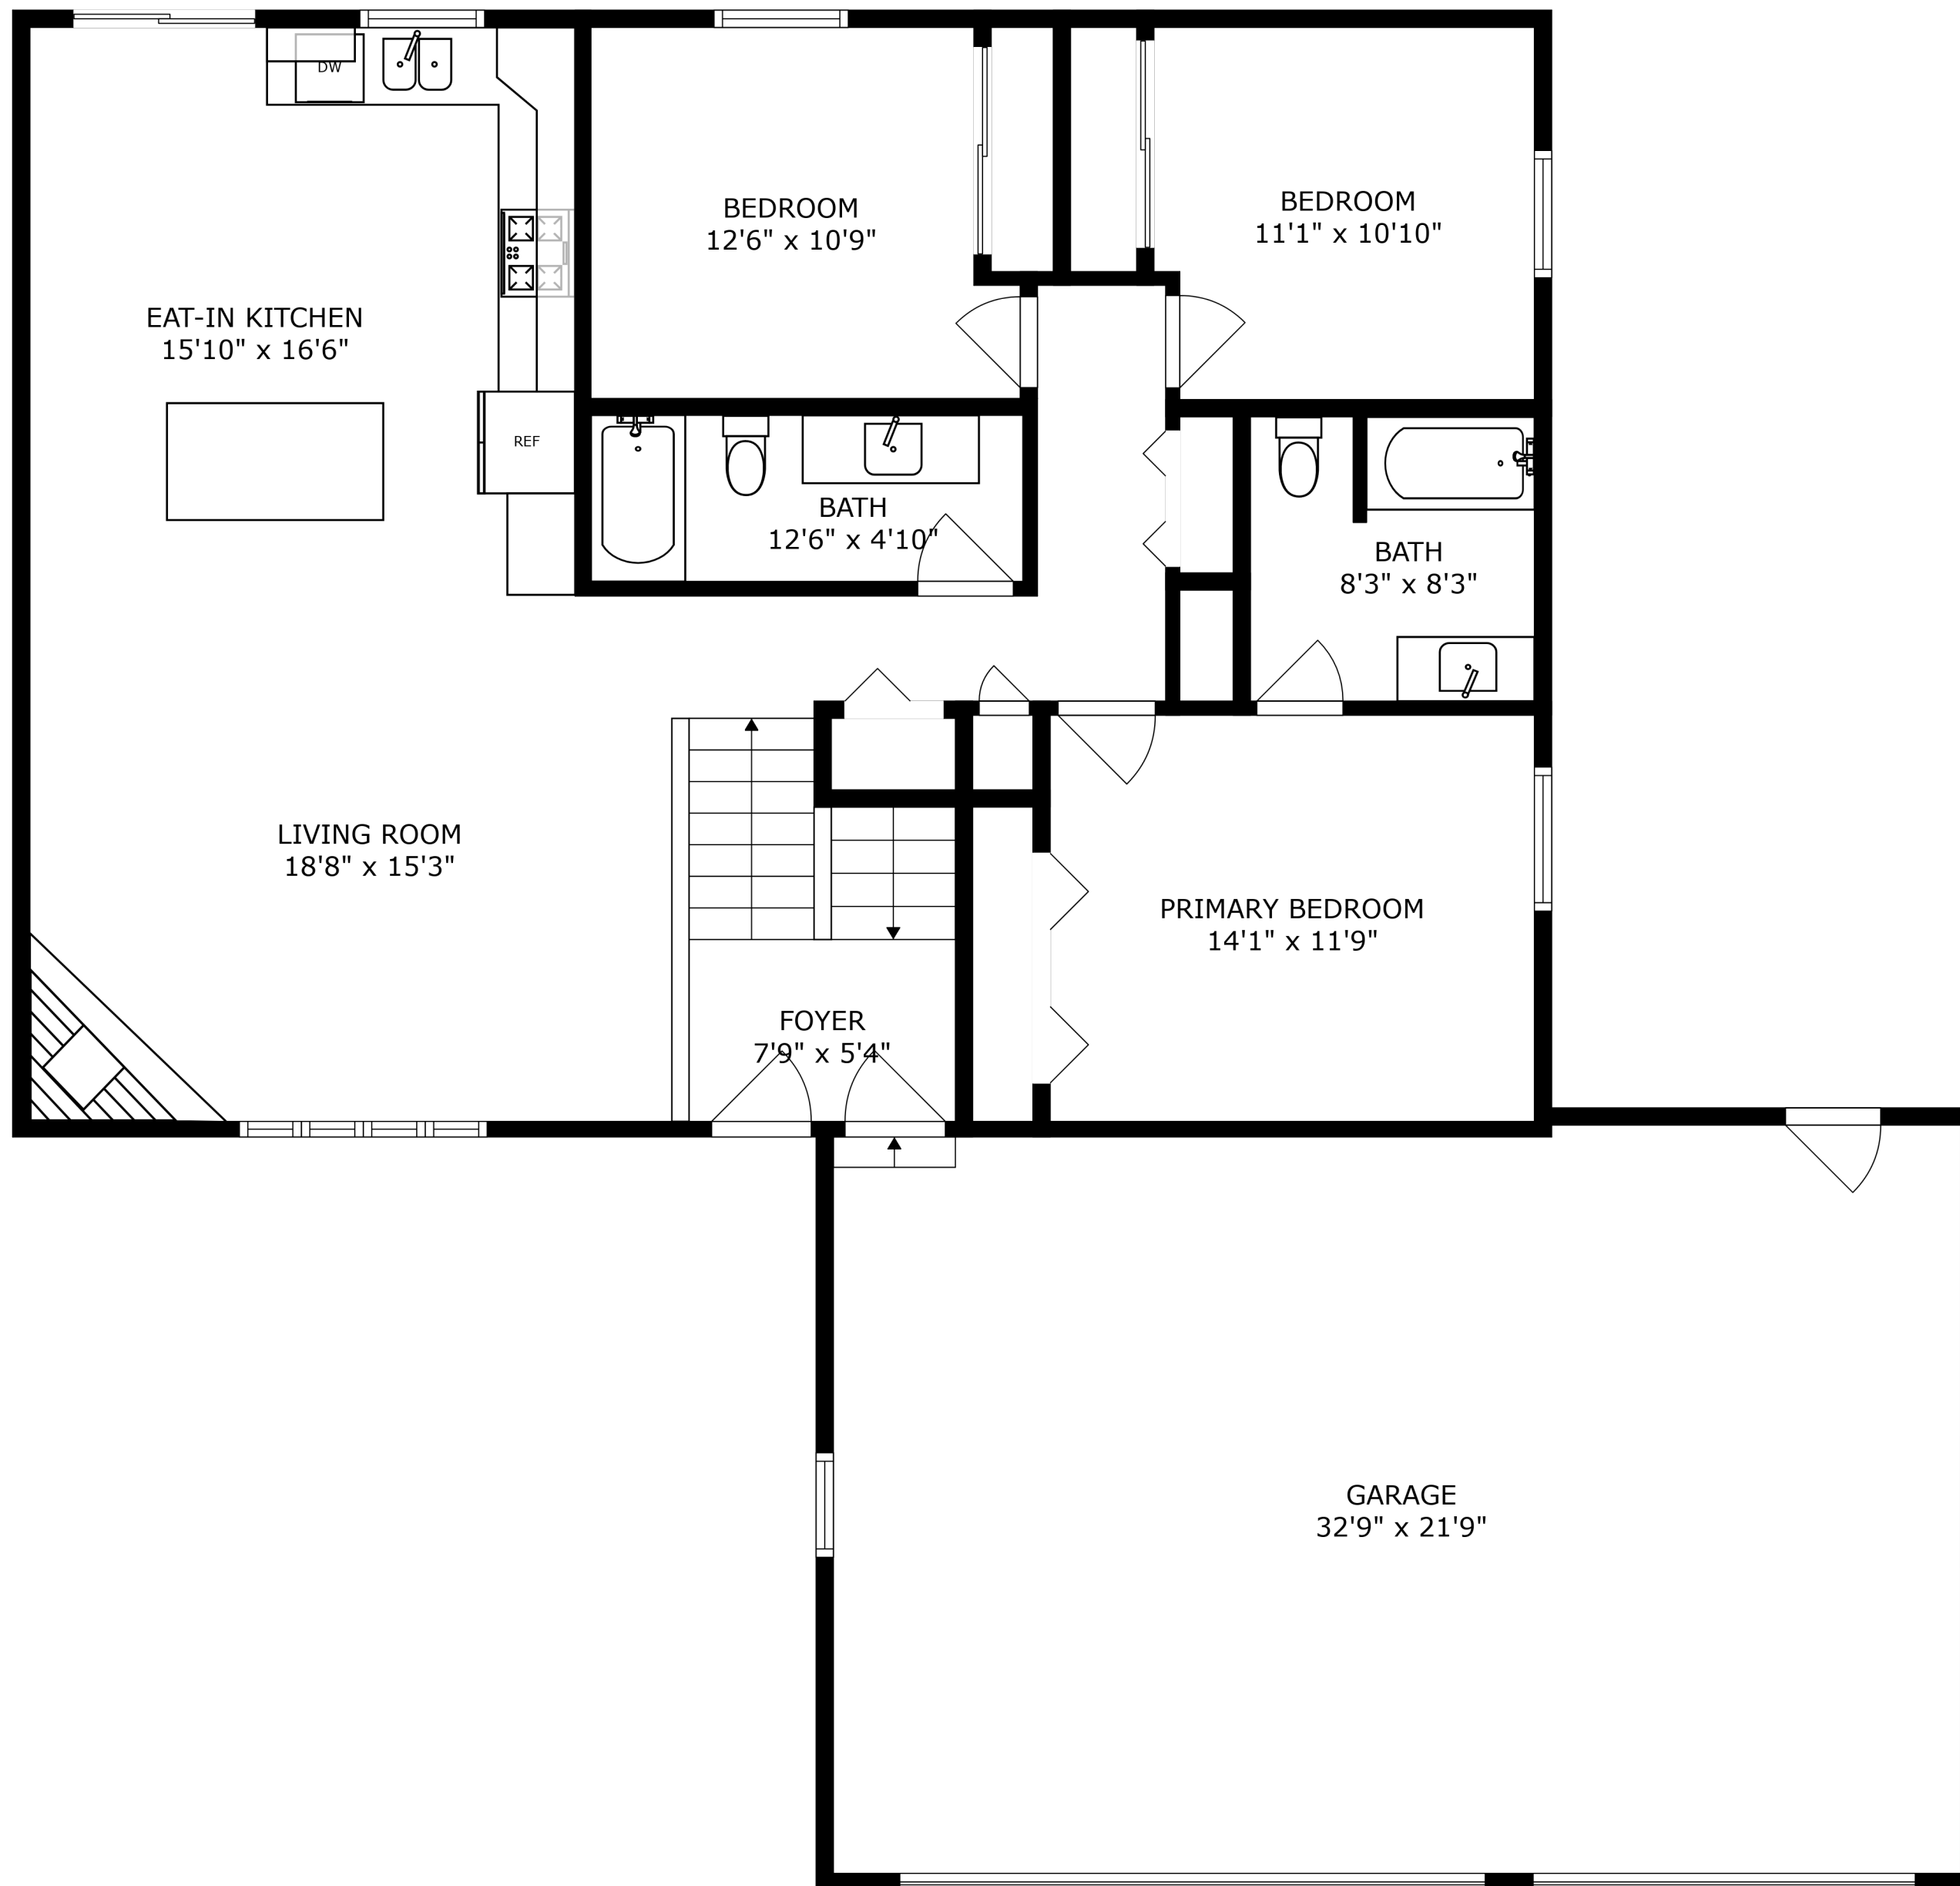 DW
BEDROOM
12'6" x 10'9"
BEDROOM
11'1" x 10'10"
EAT-IN KITCHEN
15'10" x 16'6"
REF
BATH
12'6" x 4'10"
BATH
8'3" x 8'3"
LIVING ROOM
18'8" x 15'3"
PRIMARY BEDROOM
14'1" x 11'9"
FOYER
7'9" x 5'4"
GARAGE
32'9" x 21'9"